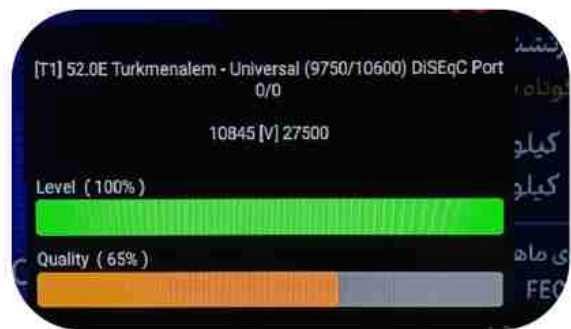 [T1] 52.0E Turkmenalem - Universal (9750/10600) DiSEqC Port
0/0
10845 [V] 27500
Level ( 100% )
Quality ( 65% )
کیلو
کیلو
FEC